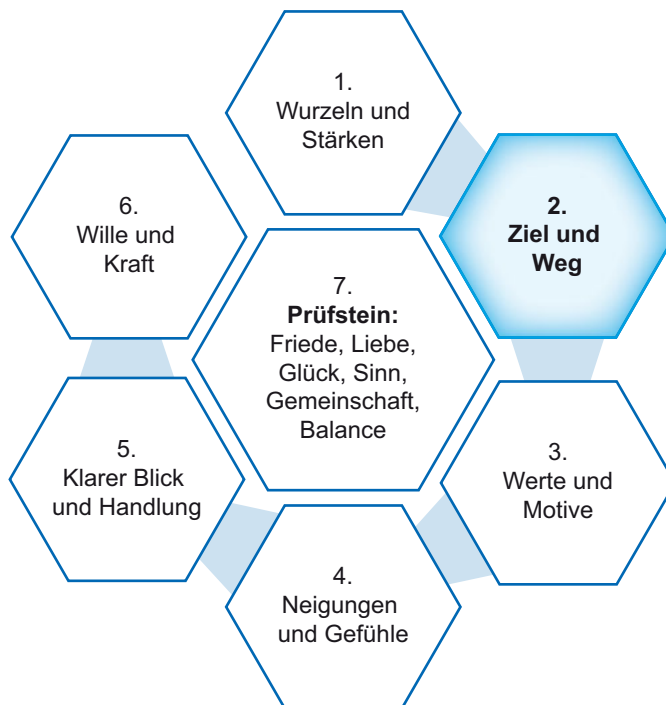 1.
Wurzeln und
Stärken
2.
Ziel und
Weg
3.
Werte und
Motive
4.
Neigungen
und Gefühle
5.
Klarer Blick
und Handlung
6.
Wille und
Kraft
7.
Prüfstein:
Friede, Liebe,
Glück, Sinn,
Gemeinschaft,
Balance